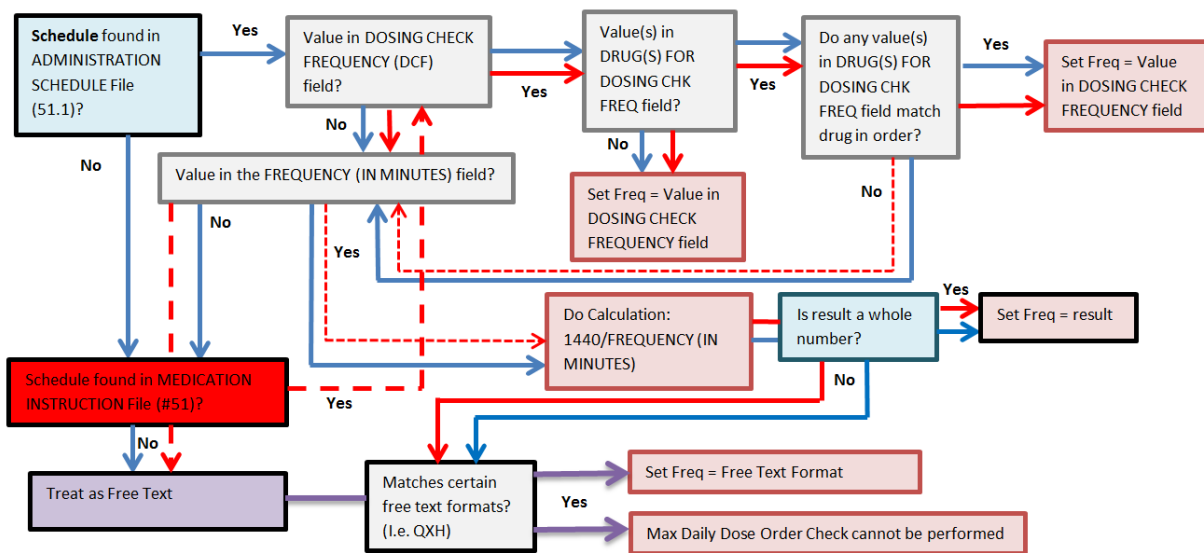 Schedule found in
ADMINISTRATION
SCHEDULE File
(51.1)?
Yes
Value in DOSING CHECK
FREQUENCY (DCF)
field?
Yes
Value(s) in
DRUG(S) FOR
DOSING CHK
FREQ field?
Yes
Do any value(s)
in DRUG(S) FOR
DOSING CHK
FREQ field match
drug in order?
Yes
Set Freq = Value
in DOSING CHECK
FREQUENCY field
No
No
No
No
Value in the FREQUENCY (IN MINUTES) field?
Set Freq = Value in
DOSING CHECK
FREQUENCY field
No
Yes
Do Calculation:
1440/FREQUENCY (IN
MINUTES)
Is result a whole
number?
Yes
Set Freq = result
No
Schedule found in MEDICATION
INSTRUCTION File (#51)?
Yes
No
Treat as Free Text
Matches certain
free text formats?
(I.e. QXH)
Set Freq = Free Text Format
Yes
Max Daily Dose Order Check cannot be performed